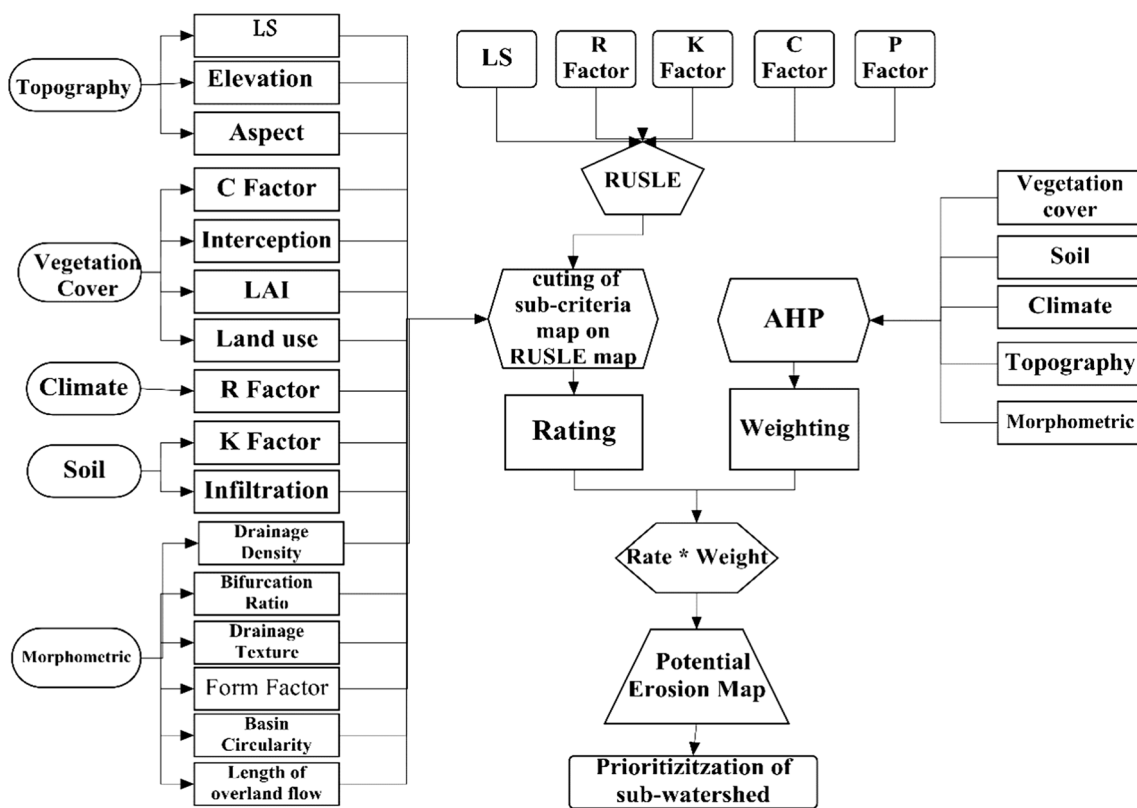 Topography
LS
Elevation
Aspect
Vegetation
Cover
C Factor
Interception
LAI
Land use
Climate
R Factor
Soil
K Factor
Infiltration
Morphometric
Drainage
Density
Bifurcation
Ratio
Drainage
Texture
Form Factor
Basin
Circularity
Length of
overland flow
LS
R
Factor
K
Factor
C
Factor
P
Factor
RUSLE
cuting of
sub-criteria
map on
RUSLE map
Rating
AHP
Weighting
Vegetation
cover
Soil
Climate
Topography
Morphometric
Rate * Weight
Potential
Erosion Map
Prioritizitzation of
sub-watershed